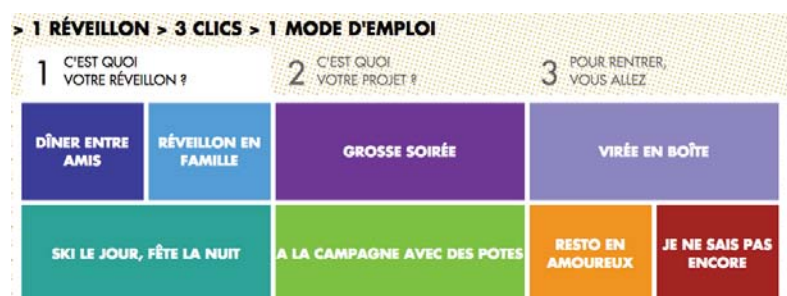 > 1 RÉVEILLON > 3 CLICS > 1 MODE D'EMPLOI
1 C'EST QUOI
VOTRE RÉVEILLON ?
2 C'EST QUOI
VOTRE PROJET ?
3 POUR RENTRER,
VOUS ALLEZ
DÎNER ENTRE
AMIS
RÉVEILLON EN
FAMILLE
GROSSE SOIRÉE
VIRÉE EN BOÎTE
SKI LE JOUR, FÊTE LA NUIT
A LA CAMPAGNE AVEC DES POTES
RESTO EN
AMOUREUX
JE NE SAIS PAS
ENCORE